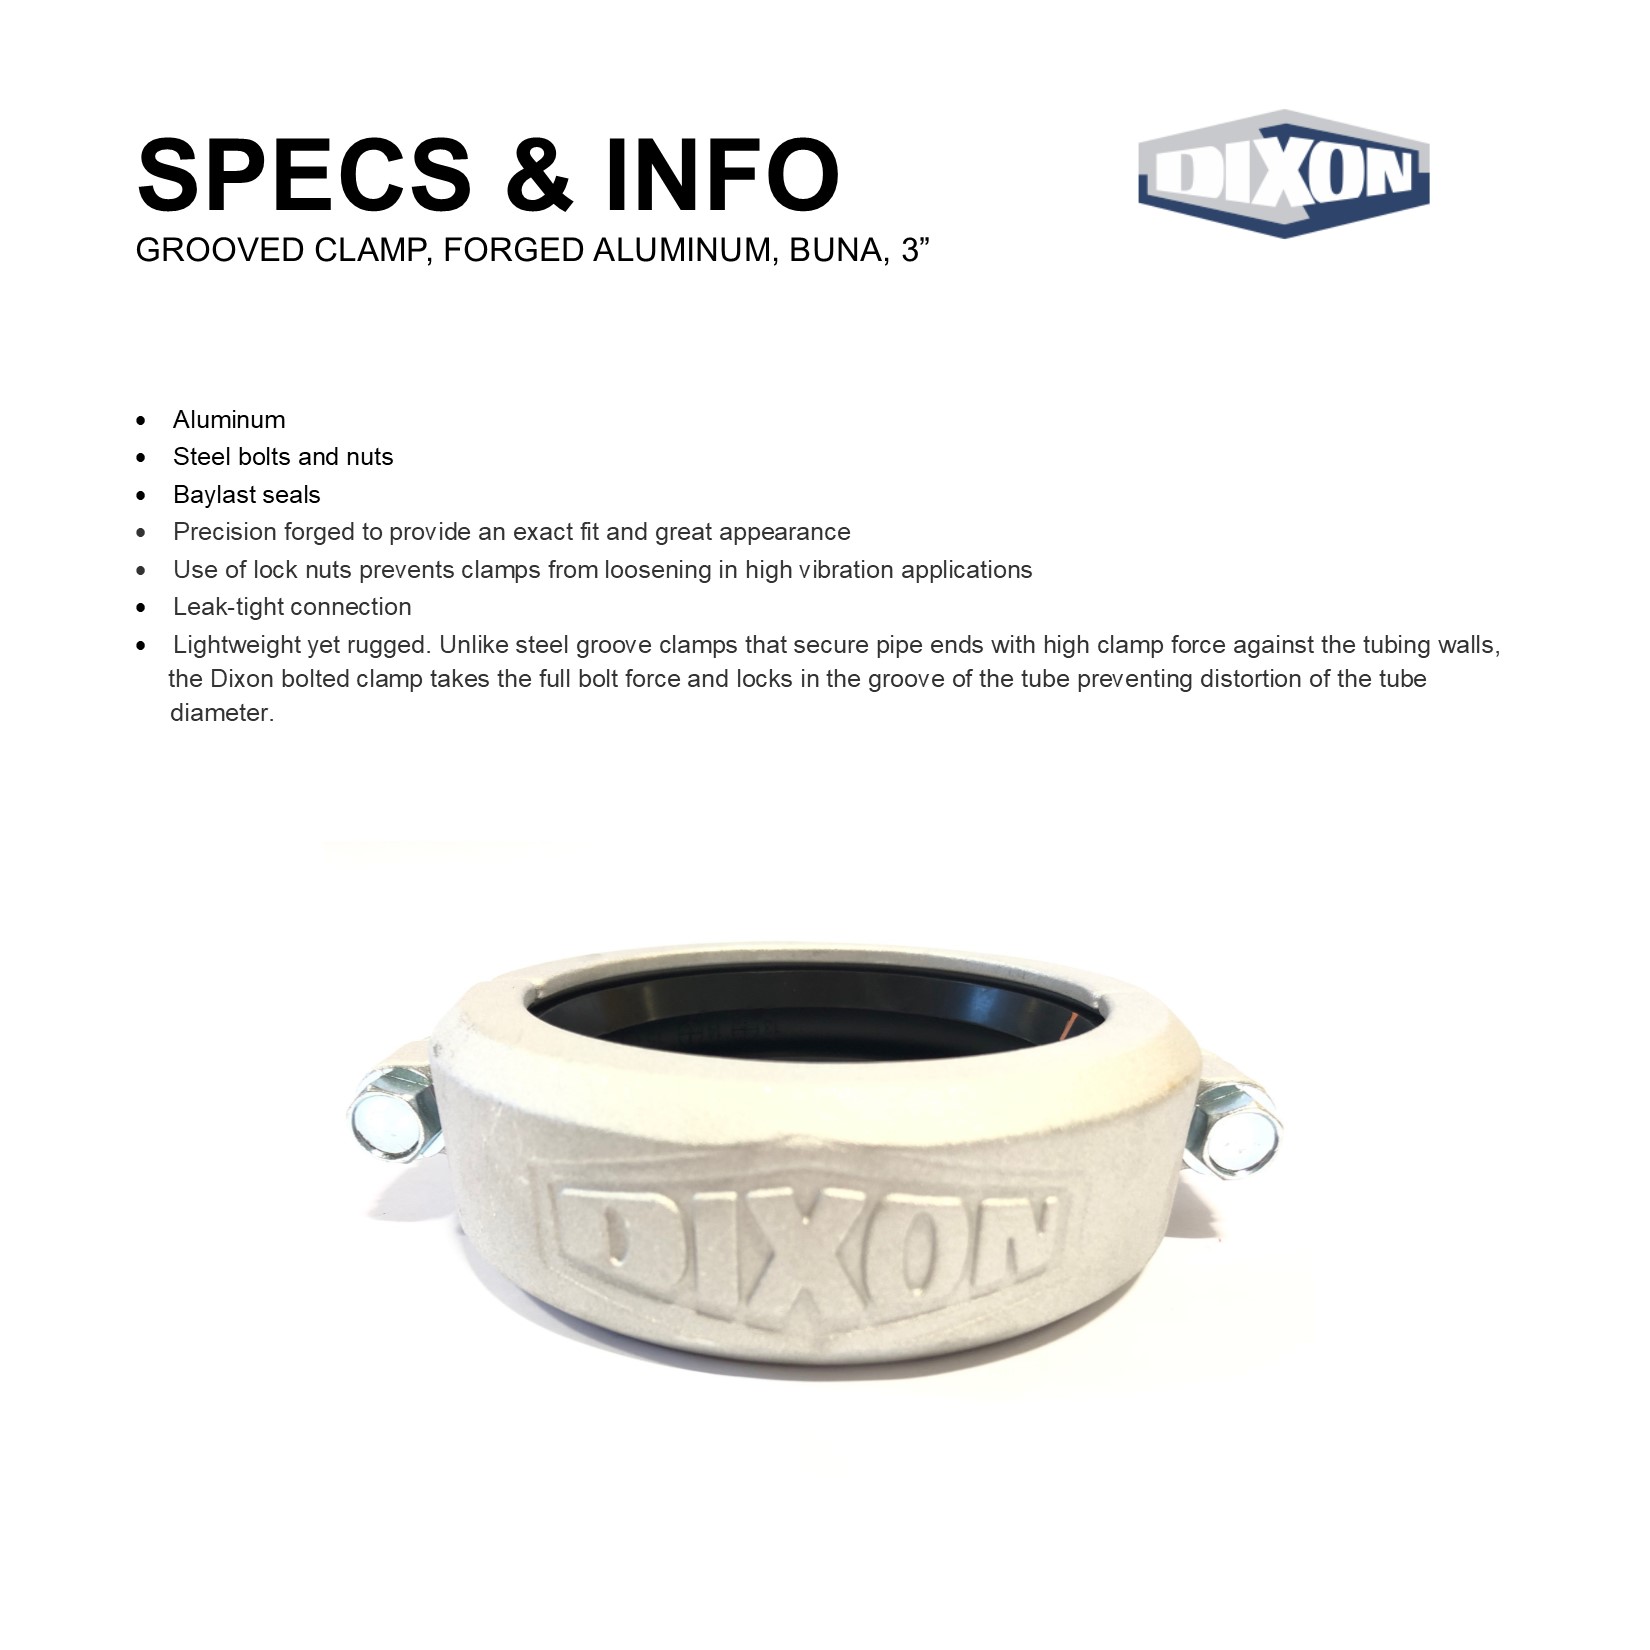 SPECS & INFO
DIXON
GROOVED CLAMP, FORGED ALUMINUM, BUNA, 3”
• Aluminum
• Steel bolts and nuts
• Baylast seals
• Precision forged to provide an exact fit and great appearance
• Use of lock nuts prevents clamps from loosening in high vibration applications
• Leak-tight connection
• Lightweight yet rugged. Unlike steel groove clamps that secure pipe ends with high clamp force against the tubing walls,
the Dixon bolted clamp takes the full bolt force and locks in the groove of the tube preventing distortion of the tube
diameter.
DIXON